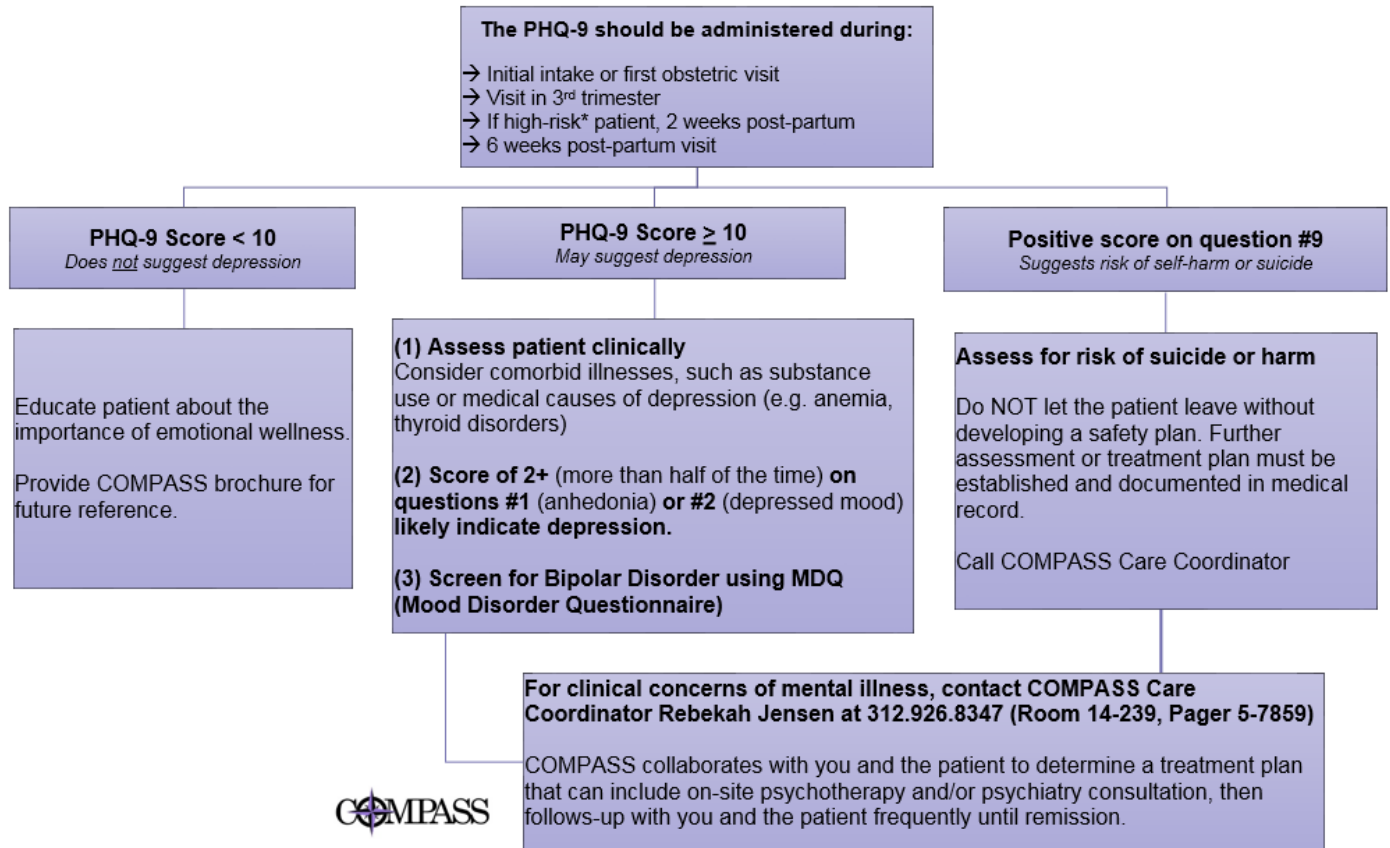 The PHQ-9 should be administered during:
→ Initial intake or first obstetric visit
→ Visit in 3rd trimester
→ If high-risk* patient, 2 weeks post-partum
→ 6 weeks post-partum visit
PHQ-9 Score < 10
Does not suggest depression
PHQ-9 Score ≥ 10
May suggest depression
Positive score on question #9
Suggests risk of self-harm or suicide
Educate patient about the
importance of emotional wellness.
Provide COMPASS brochure for
future reference.
(1) Assess patient clinically
Consider comorbid illnesses, such as substance
use or medical causes of depression (e.g. anemia,
thyroid disorders)
(2) Score of 2+ (more than half of the time) on
questions #1 (anhedonia) or #2 (depressed mood)
likely indicate depression.
(3) Screen for Bipolar Disorder using MDQ
(Mood Disorder Questionnaire)
Assess for risk of suicide or harm
Do NOT let the patient leave without
developing a safety plan. Further
assessment or treatment plan must be
established and documented in medical
record.
Call COMPASS Care Coordinator
For clinical concerns of mental illness, contact COMPASS Care
Coordinator Rebekah Jensen at 312.926.8347 (Room 14-239, Pager 5-7859)
COMPASS collaborates with you and the patient to determine a treatment plan
that can include on-site psychotherapy and/or psychiatry consultation, then
follows-up with you and the patient frequently until remission.
COMPASS